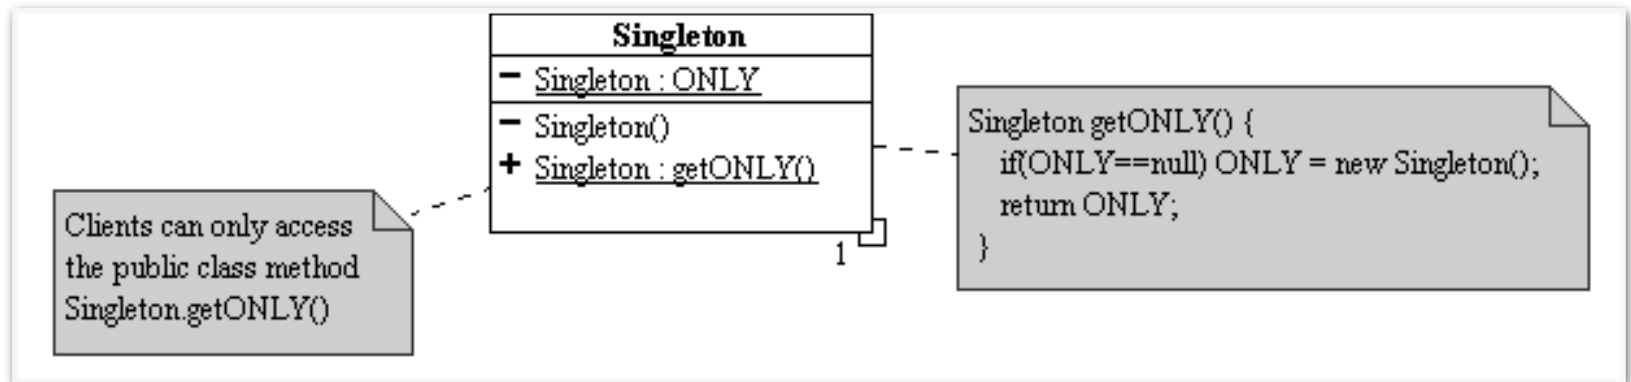 Singleton
− Singleton : ONLY
− Singleton()
+ Singleton : getONLY()
1
Clients can only access
the public class method
Singleton.getONLY()
Singleton getONLY() {
if(ONLY==null) ONLY = new Singleton();
return ONLY;
}